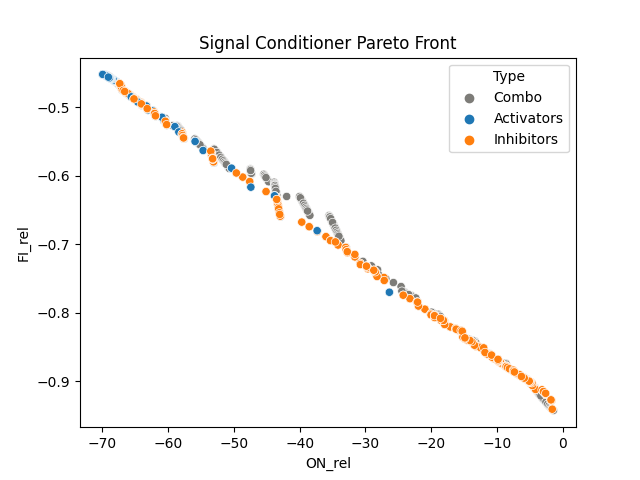 Signal Conditioner Pareto Front
Type
Combo
Activators
Inhibitors
−0.5
−0.6
−0.7
−0.8
−0.9
FI_rel
−70
−60
−50
−40
−30
−20
−10
0
ON_rel